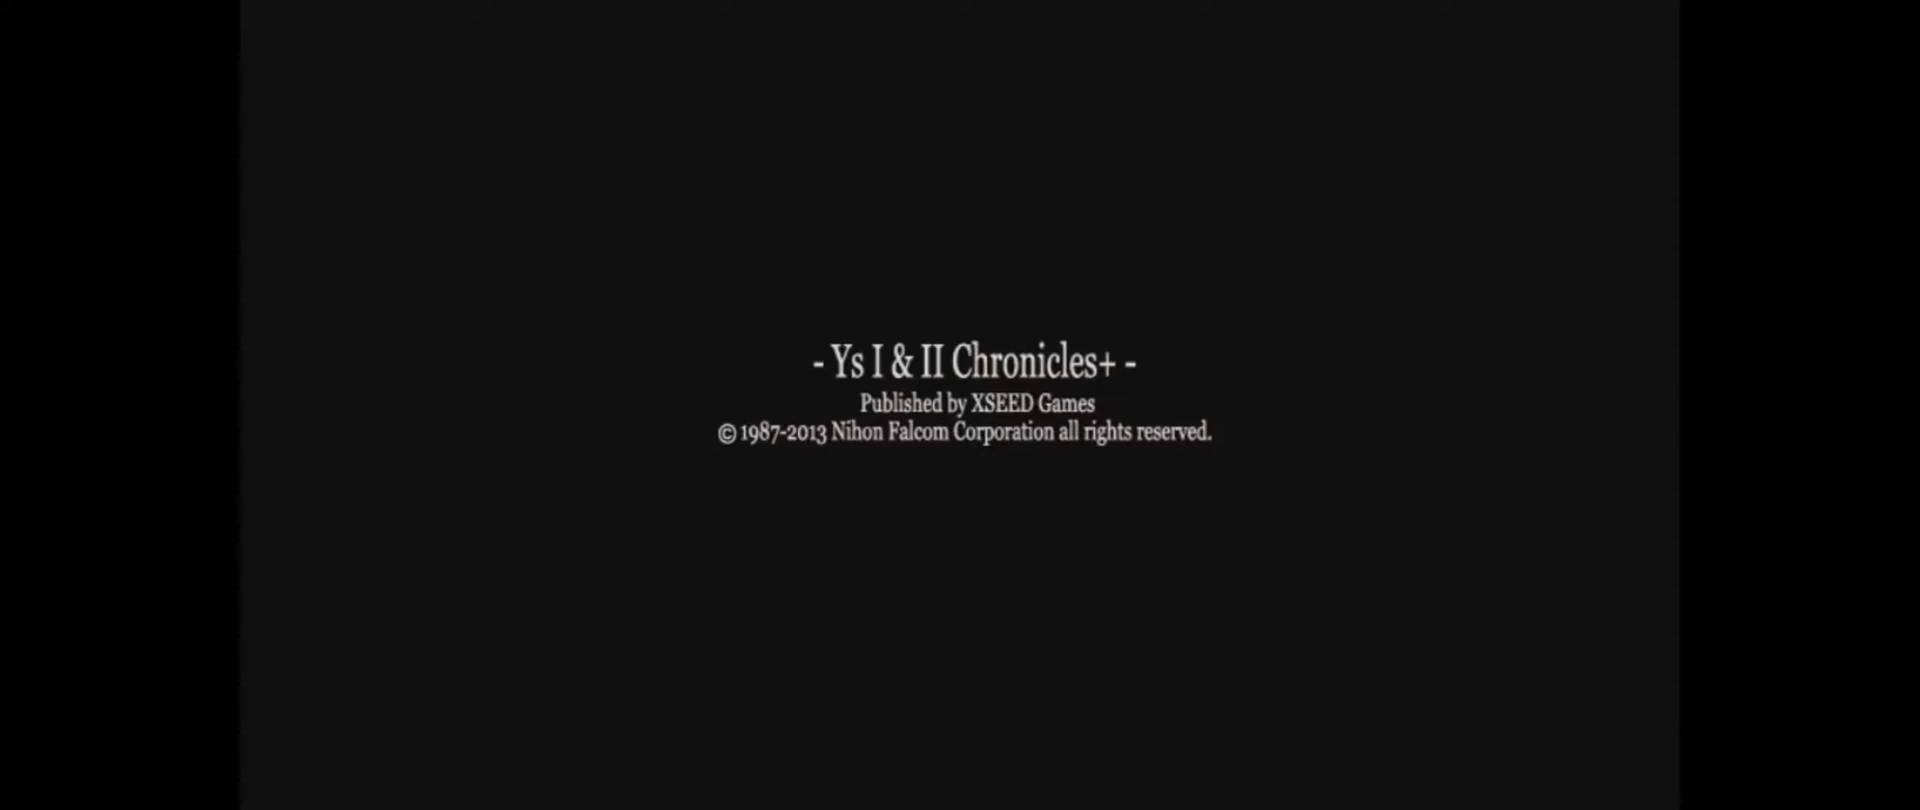 - Ys I & II Chronicles+ -
Published by XSEED Games
© 1987-2013 Nihon Falcom Corporation all rights reserved.